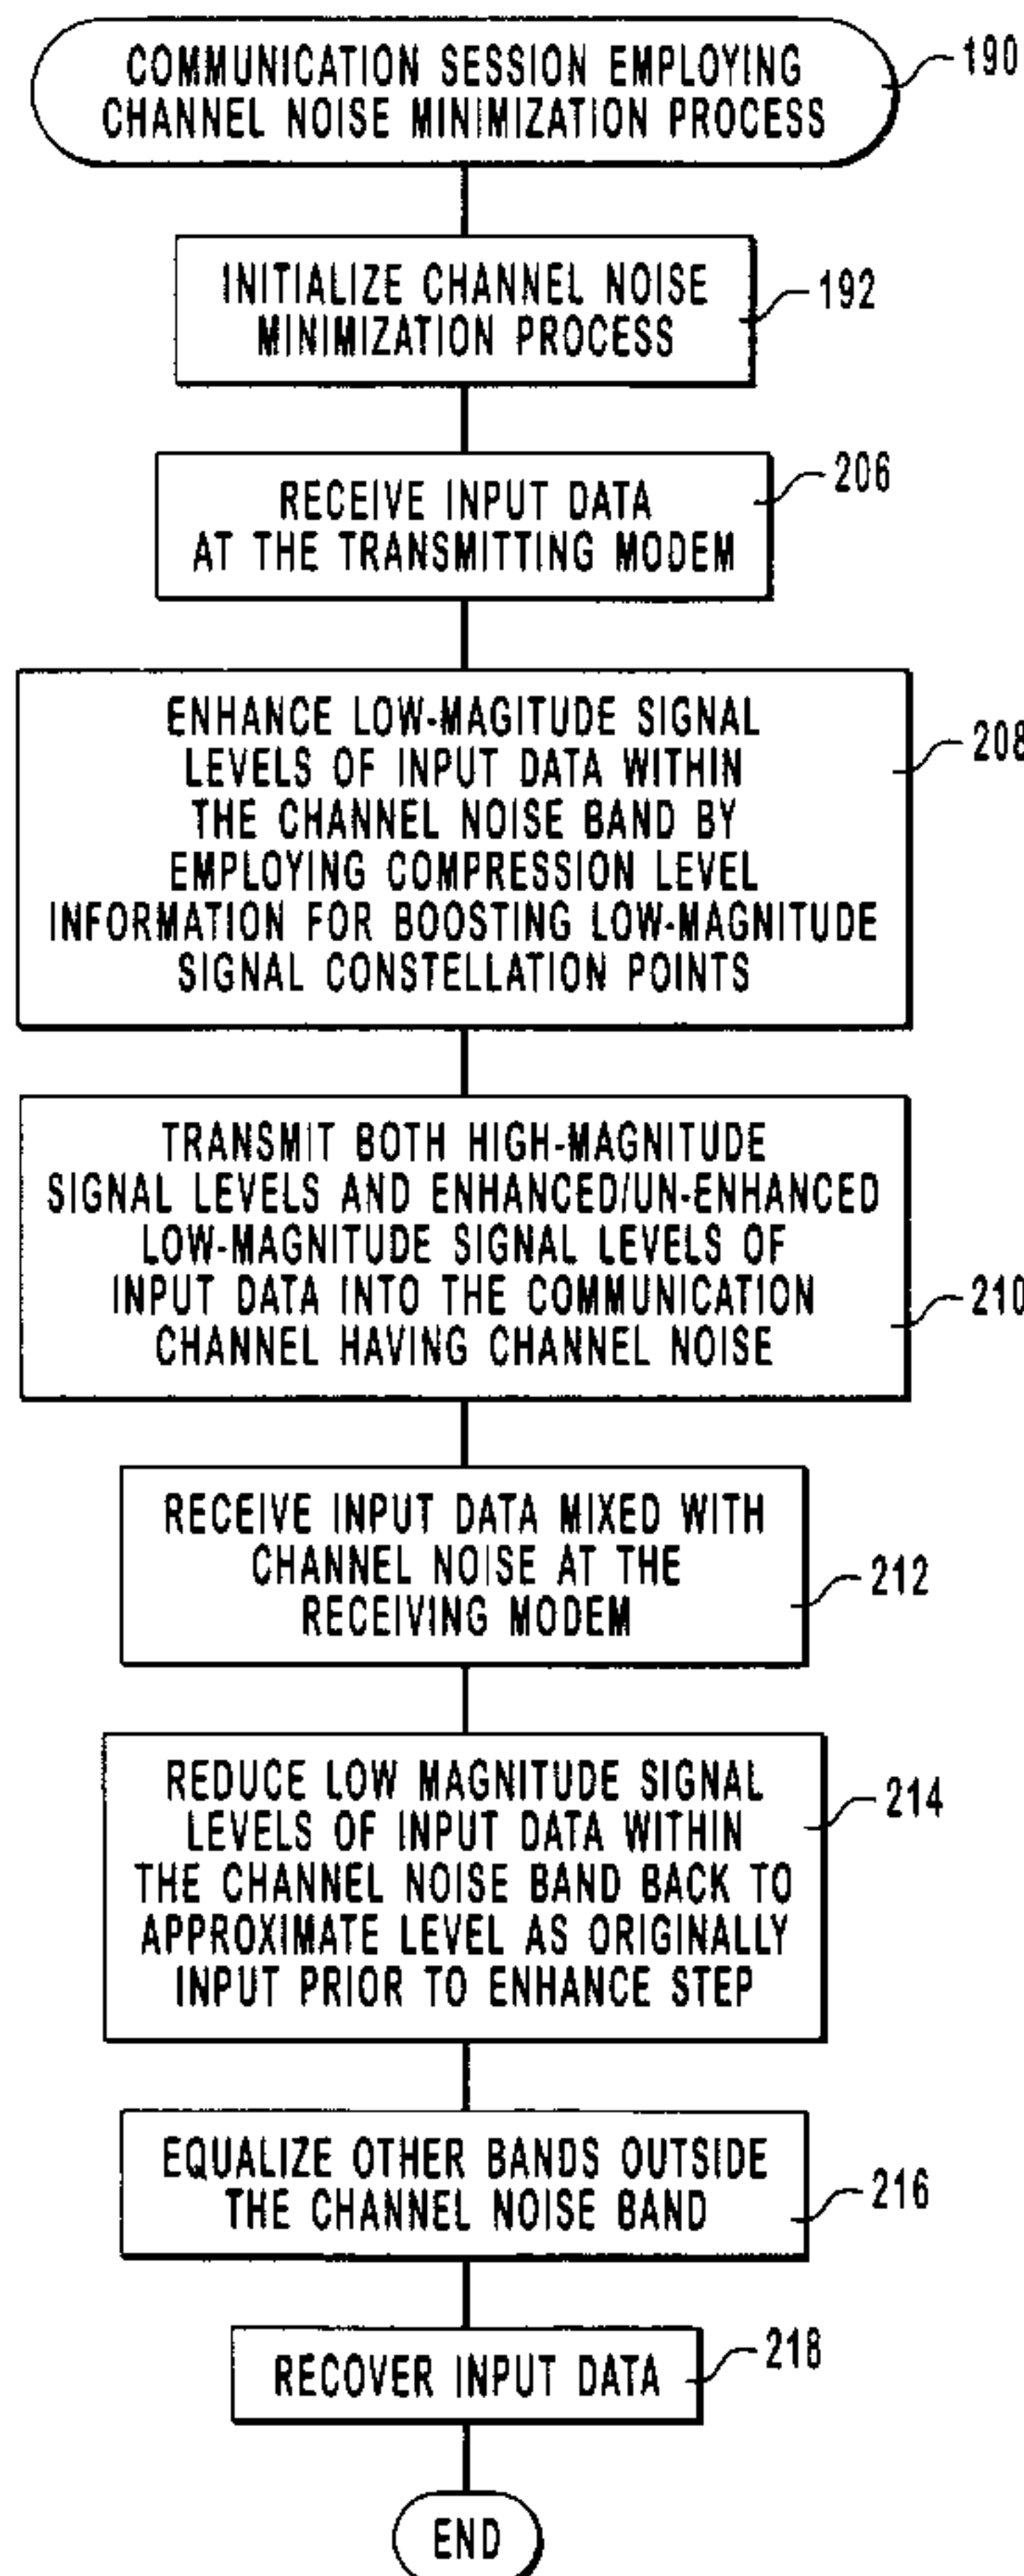 COMMUNICATION SESSION EMPLOYING
CHANNEL NOISE MINIMIZATION PROCESS
190
INITIALIZE CHANNEL NOISE
MINIMIZATION PROCESS
192
RECEIVE INPUT DATA
AT THE TRANSMITTING MODEM
206
ENHANCE LOW-MAGITUDE SIGNAL
LEVELS OF INPUT DATA WITHIN
THE CHANNEL NOISE BAND BY
EMPLOYING COMPRESSION LEVEL
INFORMATION FOR BOOSTING LOW-MAGNITUDE
SIGNAL CONSTELLATION POINTS
208
TRANSMIT BOTH HIGH-MAGNITUDE
SIGNAL LEVELS AND ENHANCED/UN-ENHANCED
LOW-MAGNITUDE SIGNAL LEVELS OF
INPUT DATA INTO THE COMMUNICATION
CHANNEL HAVING CHANNEL NOISE
210
RECEIVE INPUT DATA MIXED WITH
CHANNEL NOISE AT THE
RECEIVING MODEM
212
REDUCE LOW MAGNITUDE SIGNAL
LEVELS OF INPUT DATA WITHIN
THE CHANNEL NOISE BAND BACK TO
APPROXIMATE LEVEL AS ORIGINALLY
INPUT PRIOR TO ENHANCE STEP
214
EQUALIZE OTHER BANDS OUTSIDE
THE CHANNEL NOISE BAND
216
RECOVER INPUT DATA
218
END